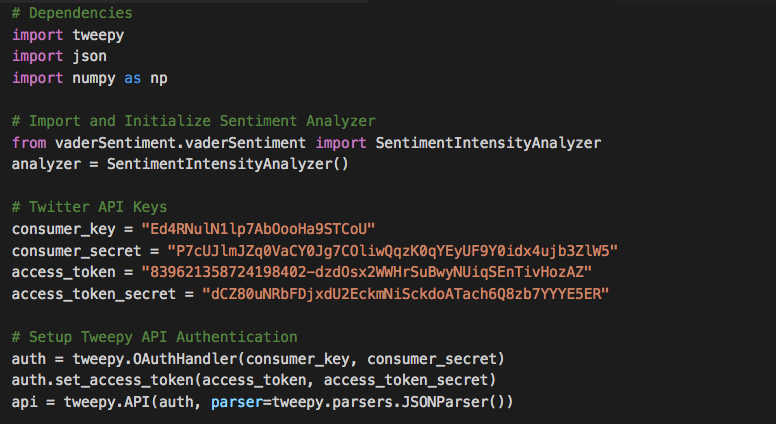 # Dependencies
import tweepy
import json
import numpy as np
# Import and Initialize Sentiment Analyzer
from vaderSentiment.vaderSentiment import SentimentIntensityAnalyzer
analyzer = SentimentIntensityAnalyzer()
# Twitter API Keys
consumer_key = "Ed4RNulN1lp7AbOooHa9STCoU"
consumer_secret = "P7cUJlmJZq0VaCY0Jg7COliwQqzK0qYEyUF9Y0idx4ujb3ZlW5"
access_token = "839621358724198402-dzdOsx2WWHrSuBwyNUiqSEnTivHozAZ"
access_token_secret = "dCZ80uNRbFDjxdU2EckmNiSckdoATach6Q8zb7YYYE5ER"
# Setup Tweepy API Authentication
auth = tweepy.OAuthHandler(consumer_key, consumer_secret)
auth.set_access_token(access_token, access_token_secret)
api = tweepy.API(auth, parser=tweepy.parsers.JSONParser())